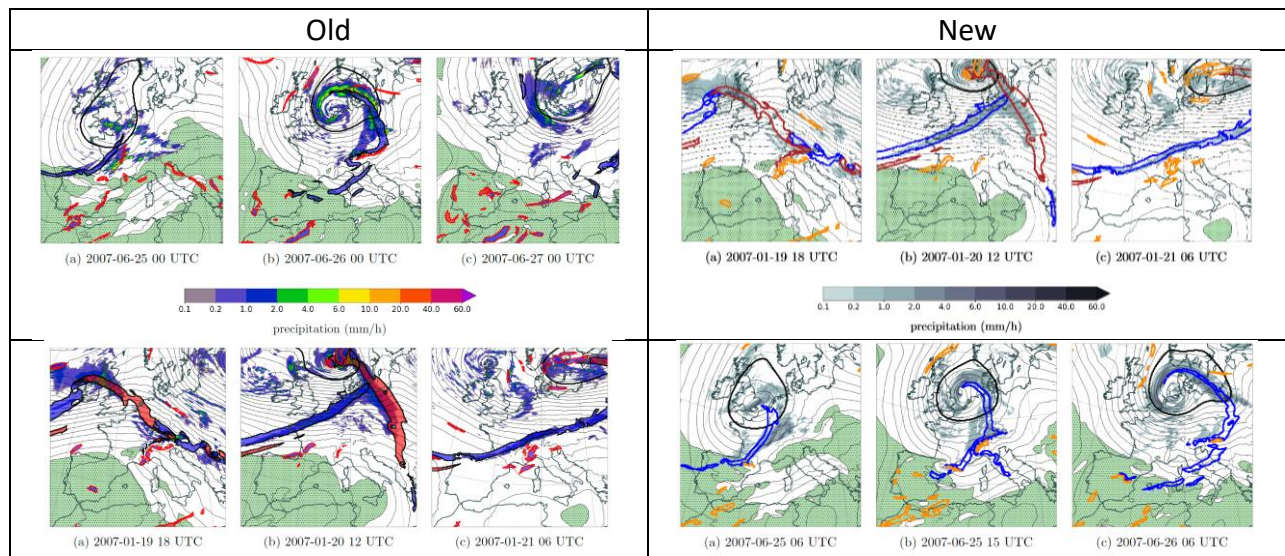 Old
New
(a) 2007-06-25 00 UTC
(b) 2007-06-26 00 UTC
(c) 2007-06-27 00 UTC
(a) 2007-01-19 18 UTC
(b) 2007-01-20 12 UTC
(c) 2007-01-21 06 UTC
0.1 0.2 1.0 2.0 4.0 6.0 10.0 20.0 40.0 60.0
precipitation (mm/h)
0.1 0.2 1.0 2.0 4.0 6.0 10.0 20.0 40.0 60.0
precipitation (mm/h)
(a) 2007-01-19 18 UTC
(b) 2007-01-20 12 UTC
(c) 2007-01-21 06 UTC
(a) 2007-06-25 06 UTC
(b) 2007-06-25 15 UTC
(c) 2007-06-26 06 UTC